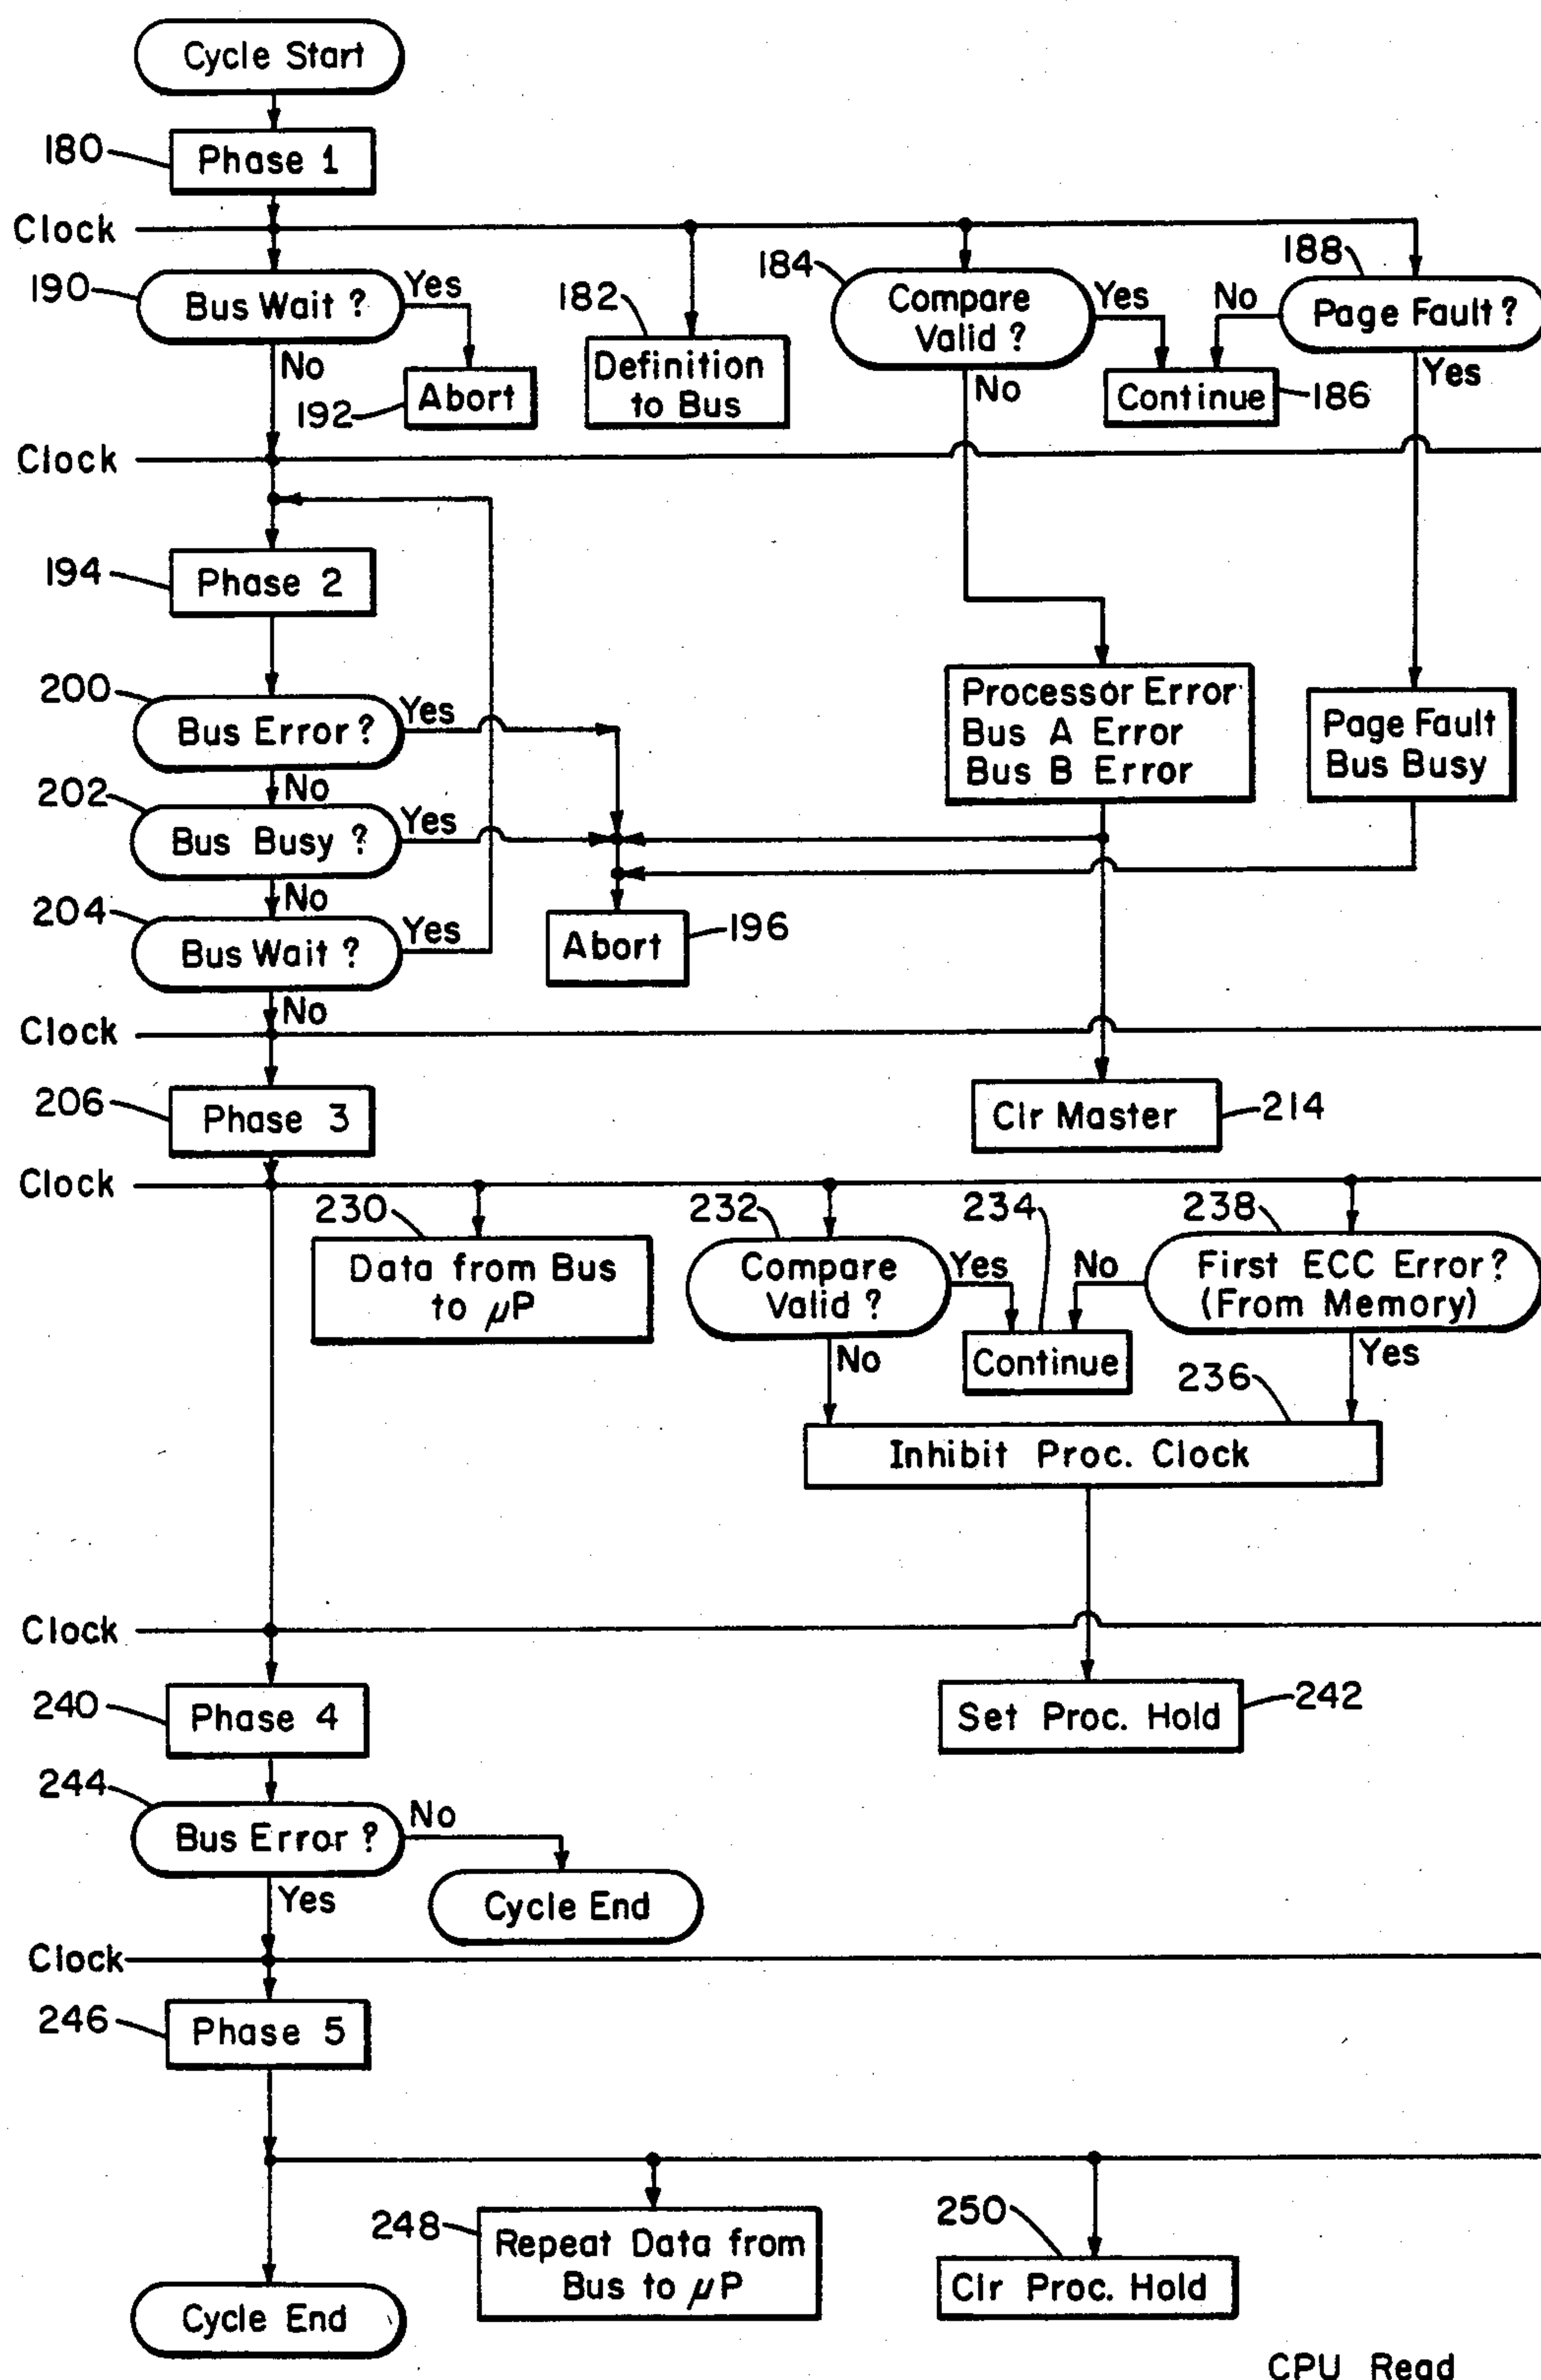 Cycle Start
180
Phase 1
Clock
190
Bus Wait ?
Yes
No
192
Abort
182
Definition
to Bus
184
Compare
Valid ?
Yes
No
Continue
186
188
Page Fault ?
No
Yes
Clock
194
Phase 2
200
Bus Error ?
Yes
No
202
Bus Busy ?
Yes
No
204
Bus Wait ?
Yes
No
Abort
196
Processor Error
Bus A Error
Bus B Error
Page Fault
Bus Busy
Clock
206
Phase 3
Clr Master
214
Clock
230
Data from Bus
to μP
232
Compare
Valid ?
Yes
No
234
Continue
238
First ECC Error ?
(From Memory)
No
Yes
236
Inhibit Proc. Clock
Clock
240
Phase 4
Set Proc. Hold
242
244
Bus Error ?
No
Yes
Cycle End
Clock
246
Phase 5
248
Repeat Data from
Bus to μP
250
Clr Proc. Hold
Cycle End
CPU Read